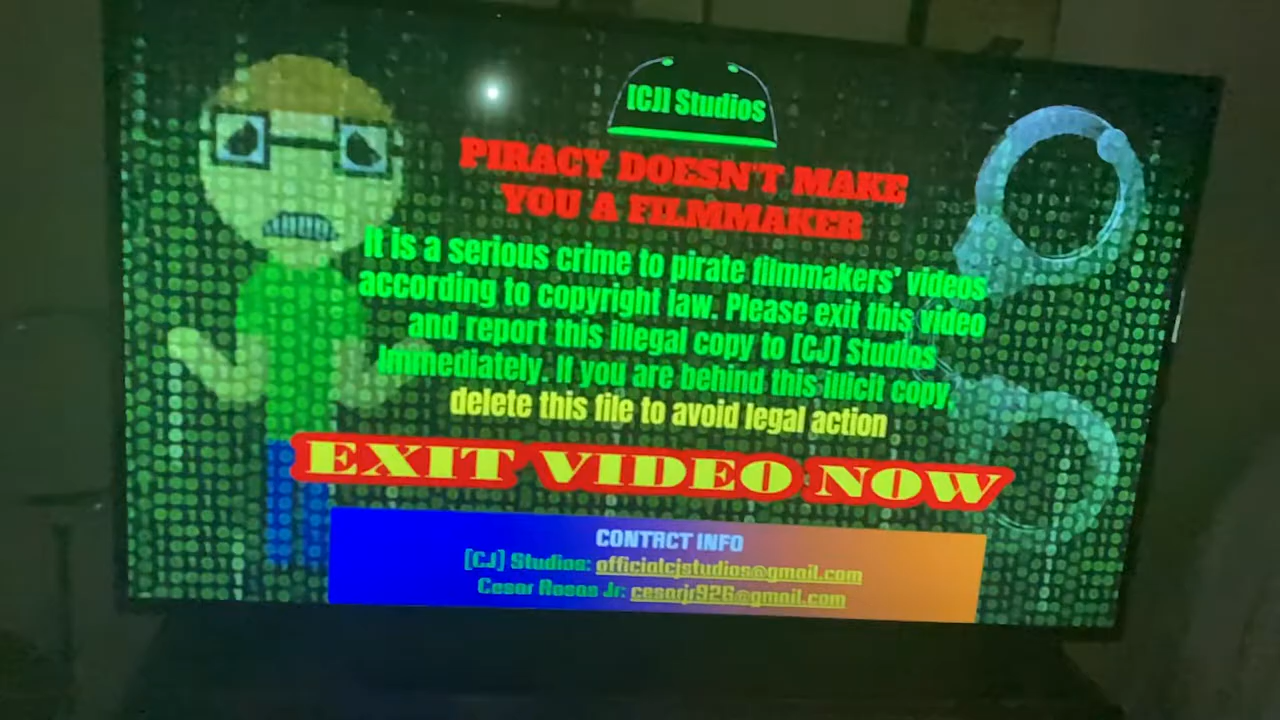 [CJ] Studios
PIRACY DOESN'T MAKE
YOU A FILMMAKER
It is a serious crime to pirate filmmakers' videos
according to copyright law. Please exit this video
and report this illegal copy to [CJ] Studios
immediately. If you are behind this illicit copy,
delete this file to avoid legal action
EXIT VIDEO NOW
CONTACT INFO
[CJ] Studios: officialcjstudios@gmail.com
Cesar Rosas Jr: cesarjr926@gmail.com